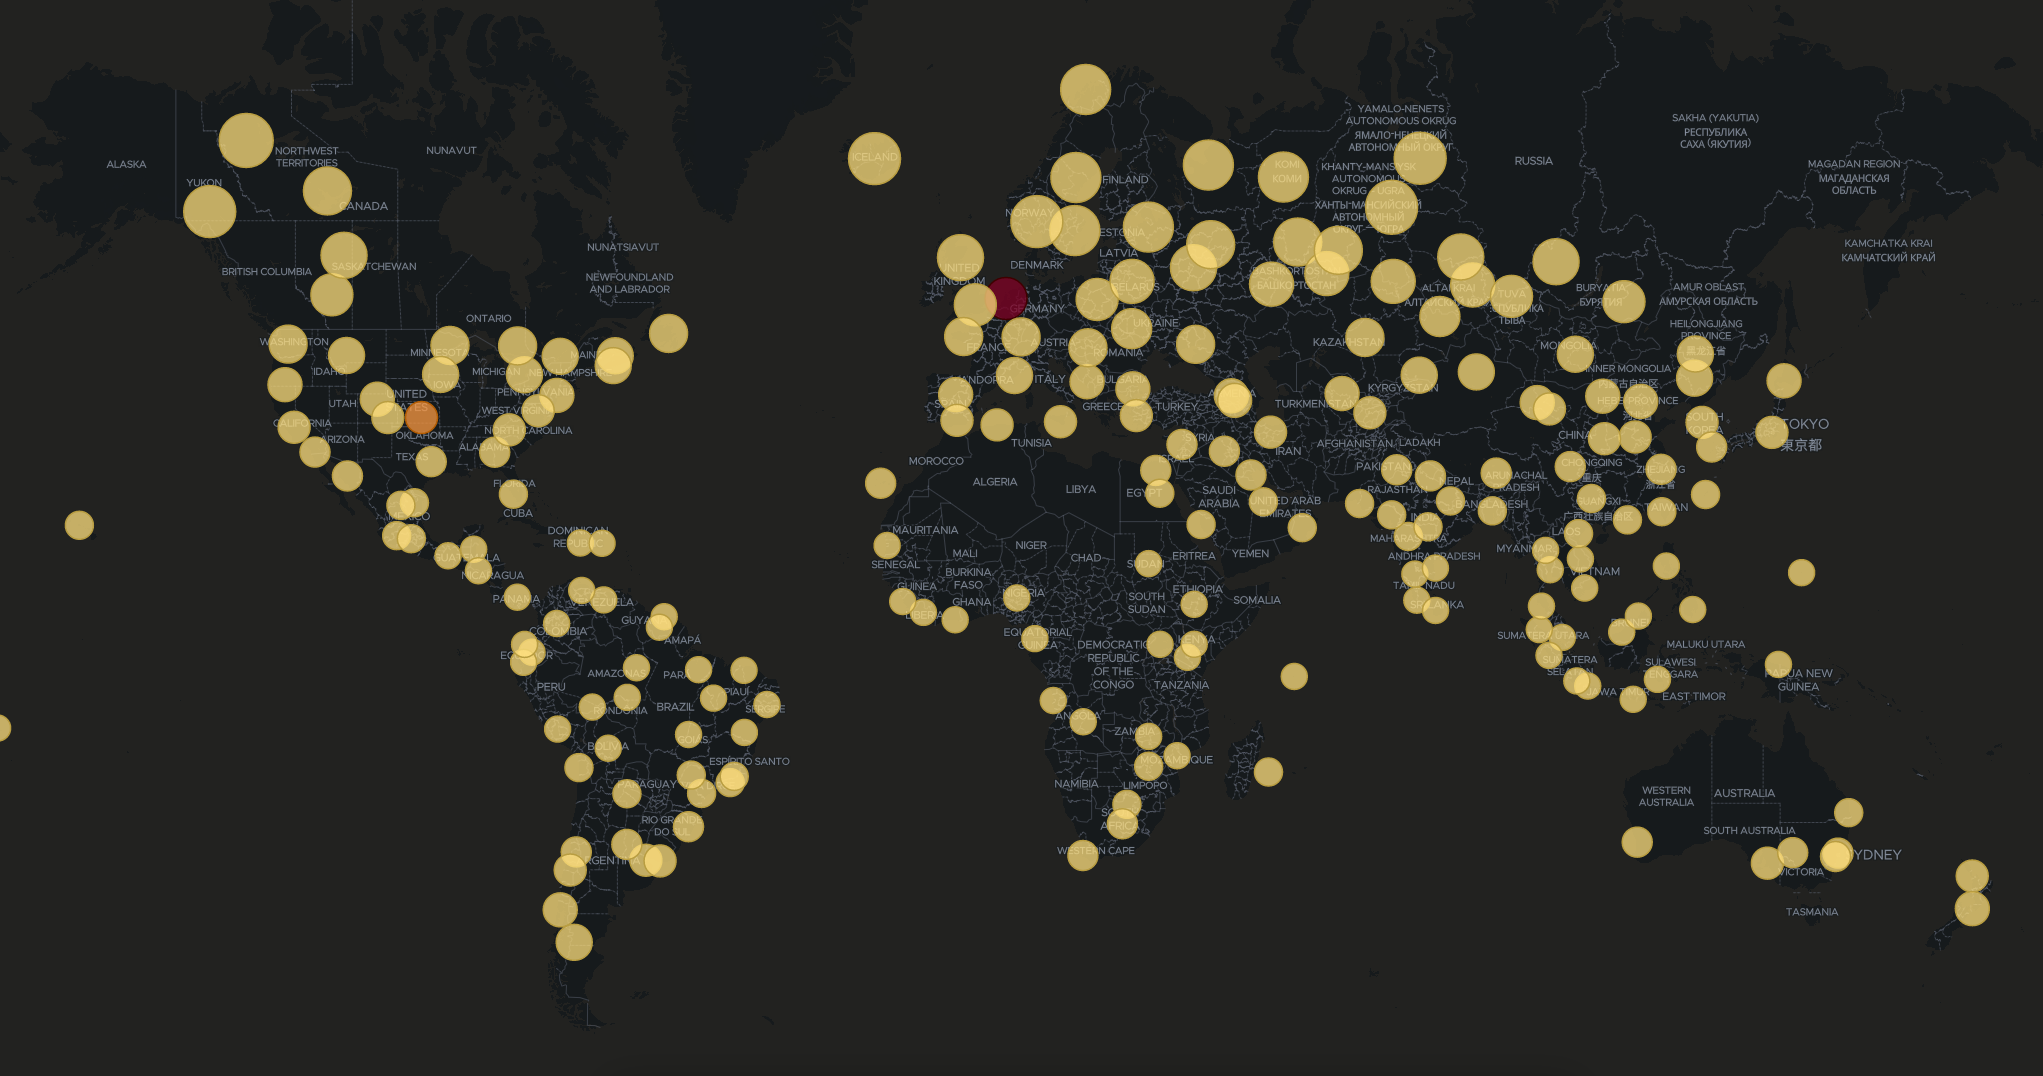 YAMALO-NENETS
AUTONOMOUS OKRUG
ЯМАЛО-НЕНЕЦКИЙ
АВТОНОМНЫЙ ОКРУГ
SAKHA (YAKUTIA)
РЕСПУБЛИКА
САХА (ЯКУТИЯ)
ALASKA
NORTHWEST
TERRITORIES
NUNAVUT
ICELAND
RUSSIA
MAGADAN REGION
МАГАДАНСКАЯ
ОБЛАСТЬ
YUKON
CANADA
FINLAND
KOMI
КОМИ
KHANTY-MANSIYSK
AUTONOMOUS
OKRUG - UGRA
ХАНТЫ-МАНСИЙСКИЙ
АВТОНОМНЫЙ
ОКРУГ - ЮГРА
NORWAY
ESTONIA
LATVIA
NUNATSIAVUT
KAMCHATKA KRAI
КАМЧАТСКИЙ КРАЙ
BRITISH COLUMBIA
SASKATCHEWAN
NEWFOUNDLAND
AND LABRADOR
UNITED
KINGDOM
DENMARK
BELARUS
BASHKORTOSTAN
БАШКОРТОСТАН
ALTAI KRAI
АЛТАЙСКИЙ КРАЙ
TUVA
ТЫВА
BURYATIA
БУРЯТИЯ
AMUR OBLAST
АМУРСКАЯ ОБЛАСТЬ
GERMANY
ONTARIO
UKRAINE
HEILONGJIANG
PROVINCE
黑龙江省
WASHINGTON
MINNESOTA
FRANCE
AUSTRIA
ROMANIA
KAZAKHSTAN
MONGOLIA
IDAHO
IOWA
MICHIGAN
NEW HAMPSHIRE
ANDORRA
ITALY
BULGARIA
KYRGYZSTAN
INNER MONGOLIA
内蒙古自治区
UTAH
UNITED
STATES
PENNSYLVANIA
WEST VIRGINIA
SPAIN
GREECE
TURKEY
TURKMENISTAN
HEBEI PROVINCE
河北省
CALIFORNIA
ARIZONA
OKLAHOMA
NORTH CAROLINA
TUNISIA
SYRIA
IRAN
AFGHANISTAN
LADAKH
CHINA
SOUTH
KOREA
TOKYO
東京都
TEXAS
ALABAMA
MOROCCO
ISRAEL
PAKISTAN
CHONGQING
重庆
ZHEJIANG
浙江省
FLORIDA
ALGERIA
LIBYA
EGYPT
SAUDI
ARABIA
UNITED ARAB
EMIRATES
RAJASTHAN
NEPAL
ARUNACHAL
PRADESH
BANGLADESH
GUANGXI
广西壮族自治区
TAIWAN
CUBA
MEXICO
DOMINICAN
REPUBLIC
MAURITANIA
MALI
NIGER
CHAD
SUDAN
ERITREA
YEMEN
INDIA
MAHARASHTRA
ANDHRA PRADESH
MYANMAR
LAOS
VIETNAM
GUATEMALA
NICARAGUA
SENEGAL
BURKINA
FASO
GUINEA
GHANA
NIGERIA
SOUTH
SUDAN
ETHIOPIA
SOMALIA
TAMIL NADU
SRI LANKA
PANAMA
VENEZUELA
LIBERIA
COLOMBIA
GUYANA
AMAPÁ
EQUATORIAL
GUINEA
DEMOCRATIC
REPUBLIC
OF THE
CONGO
KENYA
SUMATERA UTARA
BRUNEI
MALUKU UTARA
ECUADOR
PERU
AMAZONAS
PARÁ
PIAUÍ
TANZANIA
SUMATERA
SELATAN
SULAWESI
TENGGARA
PAPUA NEW
GUINEA
RONDÔNIA
BRAZIL
SERGIPE
ANGOLA
JAWA TIMUR
EAST TIMOR
BOLIVIA
GOIÁS
ZAMBIA
MOZAMBIQUE
ESPÍRITO SANTO
PARAGUAY
NAMIBIA
LIMPOPO
WESTERN
AUSTRALIA
AUSTRALIA
RIO GRANDE
DO SUL
SOUTH
AFRICA
SOUTH AUSTRALIA
ARGENTINA
WESTERN CAPE
SYDNEY
VICTORIA
TASMANIA